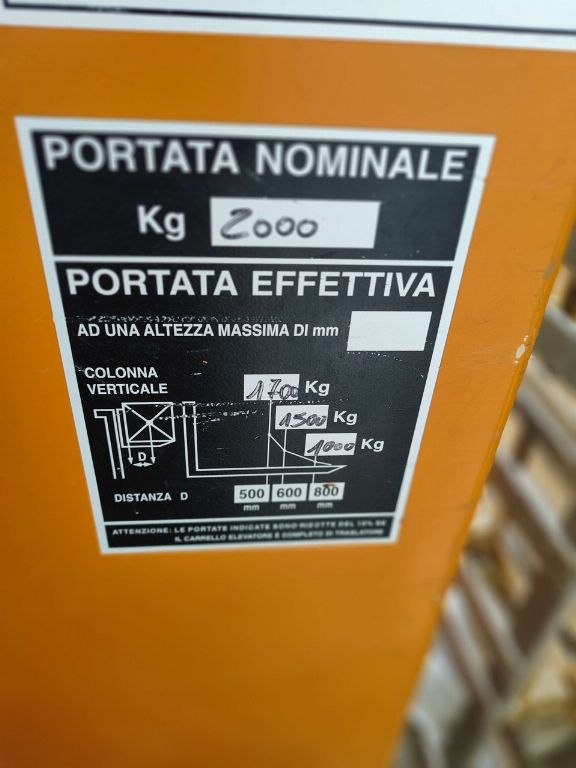 PORTATA NOMINALE
Kg 2000
PORTATA EFFETTIVA
AD UNA ALTEZZA MASSIMA DI mm
COLONNA
VERTICALE
1700 Kg
1500 Kg
1000 Kg
D
DISTANZA D 500 600 800
mm mm mm
ATTENZIONE: LE PORTATE INDICATE SONO RIDOTTE DEL 10% SE
IL CARRELLO ELEVATORE È COMPLETO DI TRASLATORE